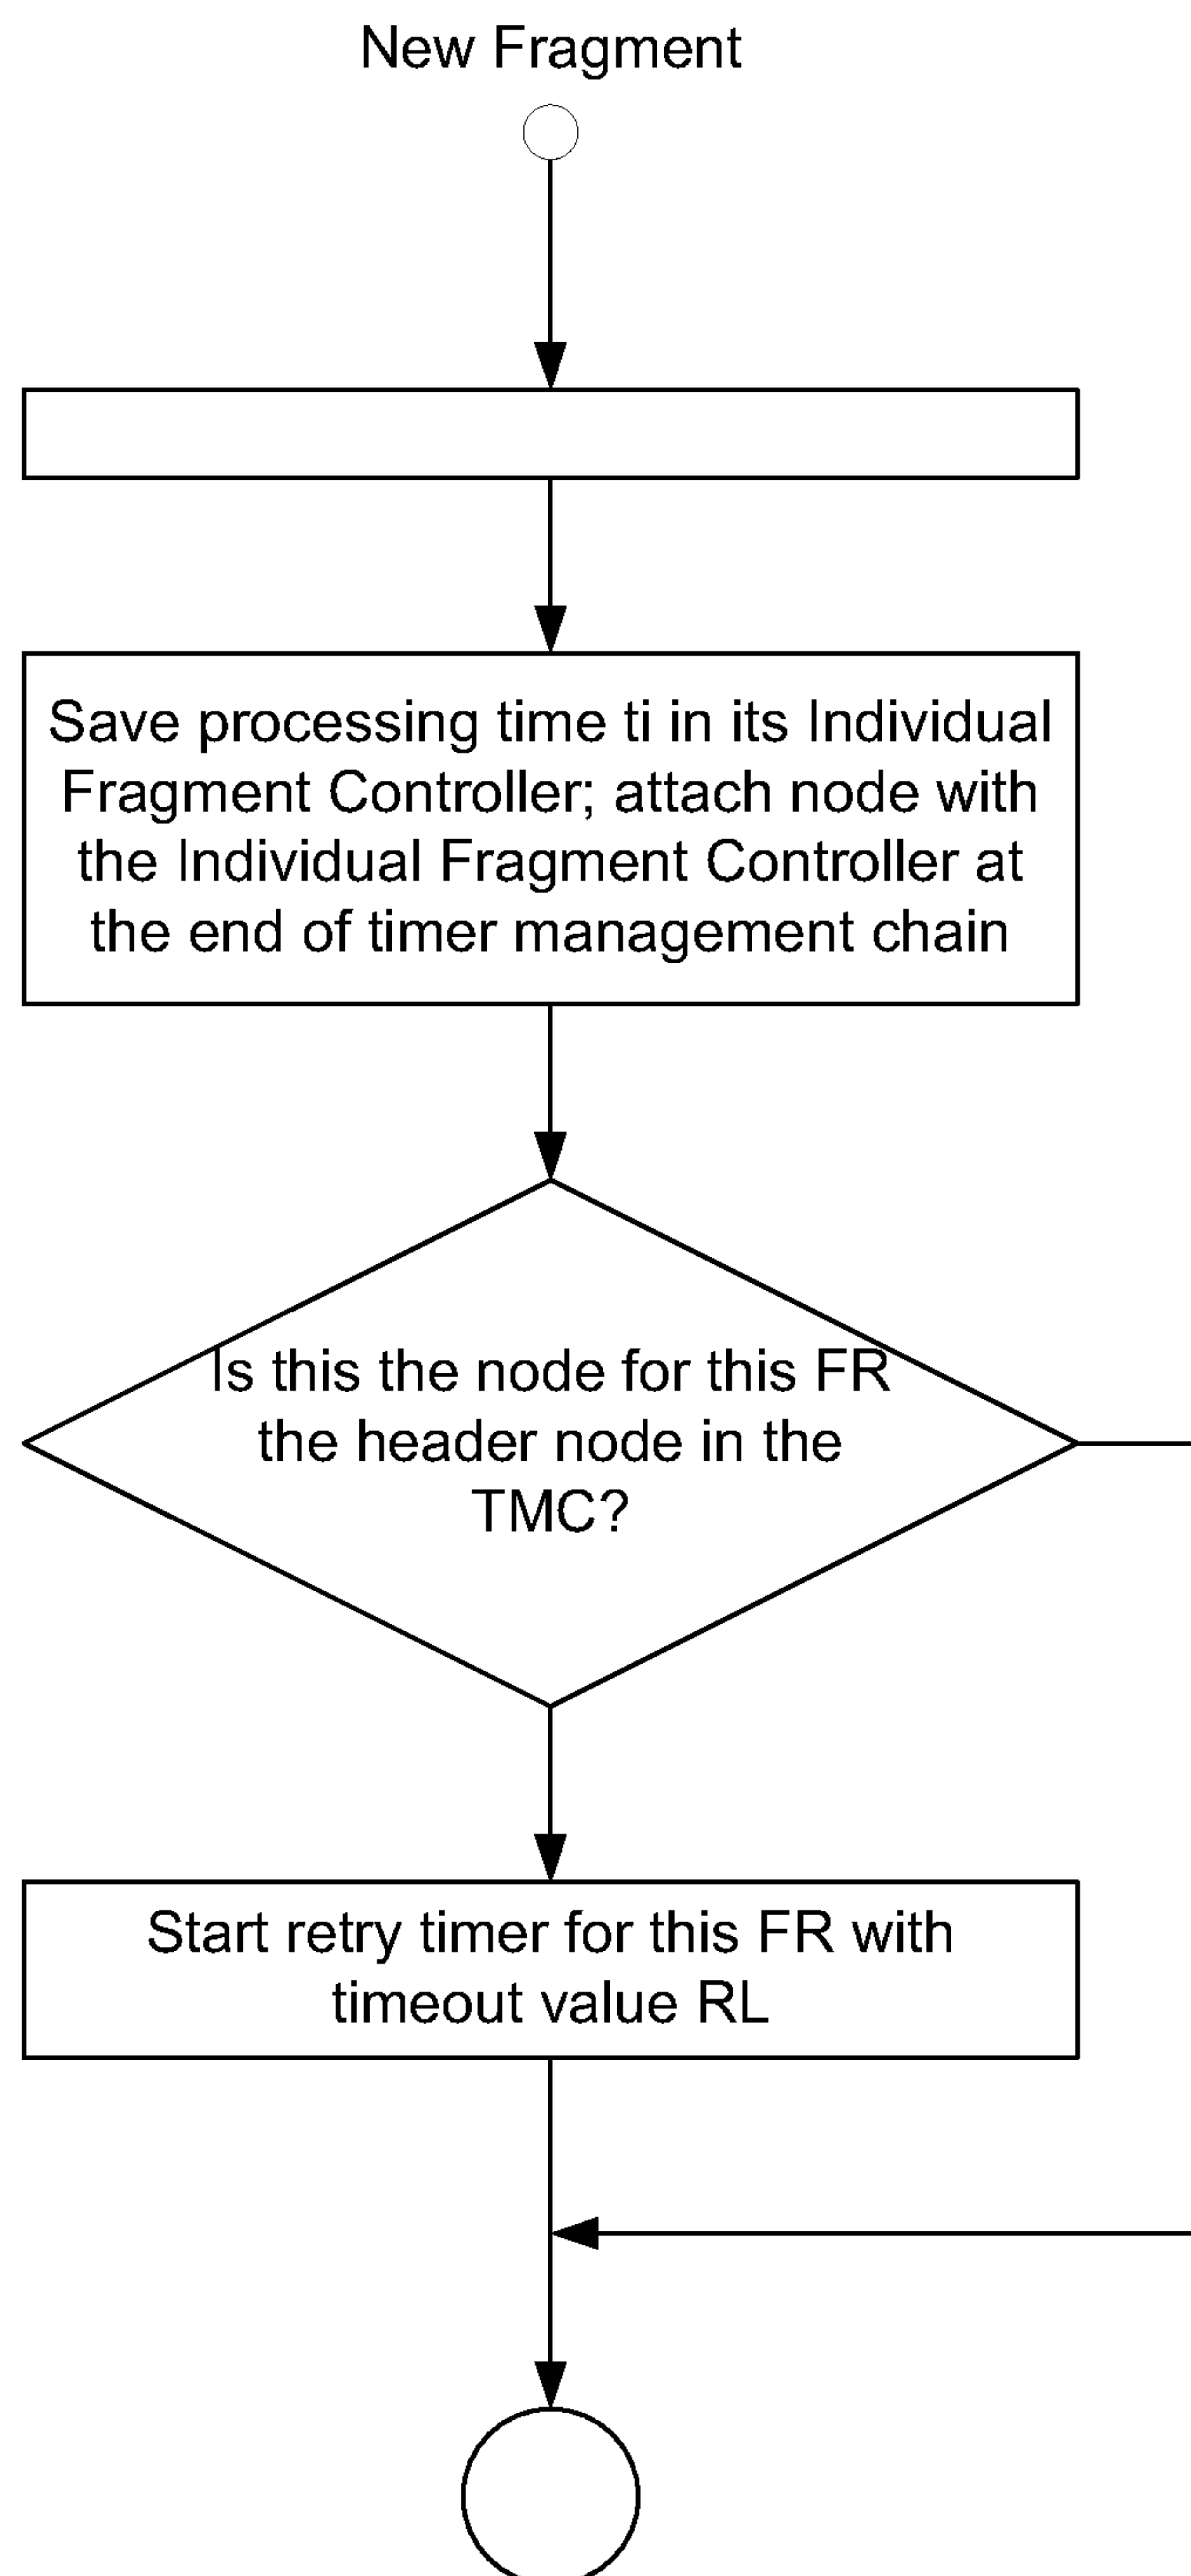 New Fragment
Save processing time ti in its Individual
Fragment Controller; attach node with
the Individual Fragment Controller at
the end of timer management chain
Is this the node for this FR
the header node in the
TMC?
Start retry timer for this FR with
timeout value RL